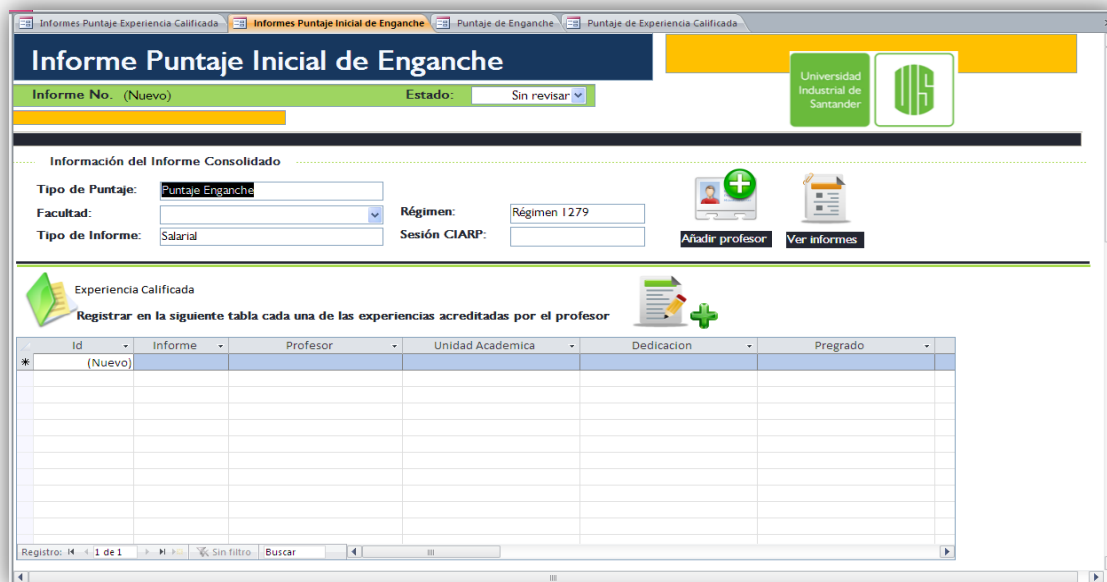 Informes Puntaje Experiencia Calificada Informes Puntaje Inicial de Enganche Puntaje de Enganche Puntaje de Experiencia Calificada
Informe Puntaje Inicial de Enganche
Universidad
Industrial de
Santander
UIS
Informe No. (Nuevo) Estado: Sin revisar
Información del Informe Consolidado
Tipo de Puntaje: Puntaje Enganche
Facultad: Régimen: Régimen 1279
Tipo de Informe: Salarial Sesión CIARP:
Añadir profesor Ver informes
Experiencia Calificada
Registrar en la siguiente tabla cada una de las experiencias acreditadas por el profesor
Id Informe Profesor Unidad Academica Dedicacion Pregrado
(Nuevo)
Registro: 1 de 1 Sin filtro Buscar